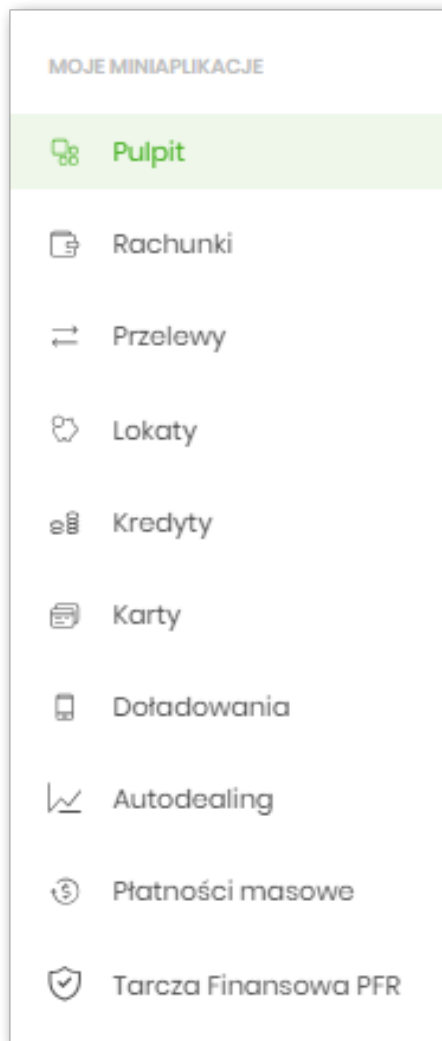 MOJE MINIAPLIKACJE
Pulpit
Rachunki
Przelewy
Lokaty
Kredyty
Karty
Doładowania
Autodealing
Płatności masowe
Tarcza Finansowa PFR